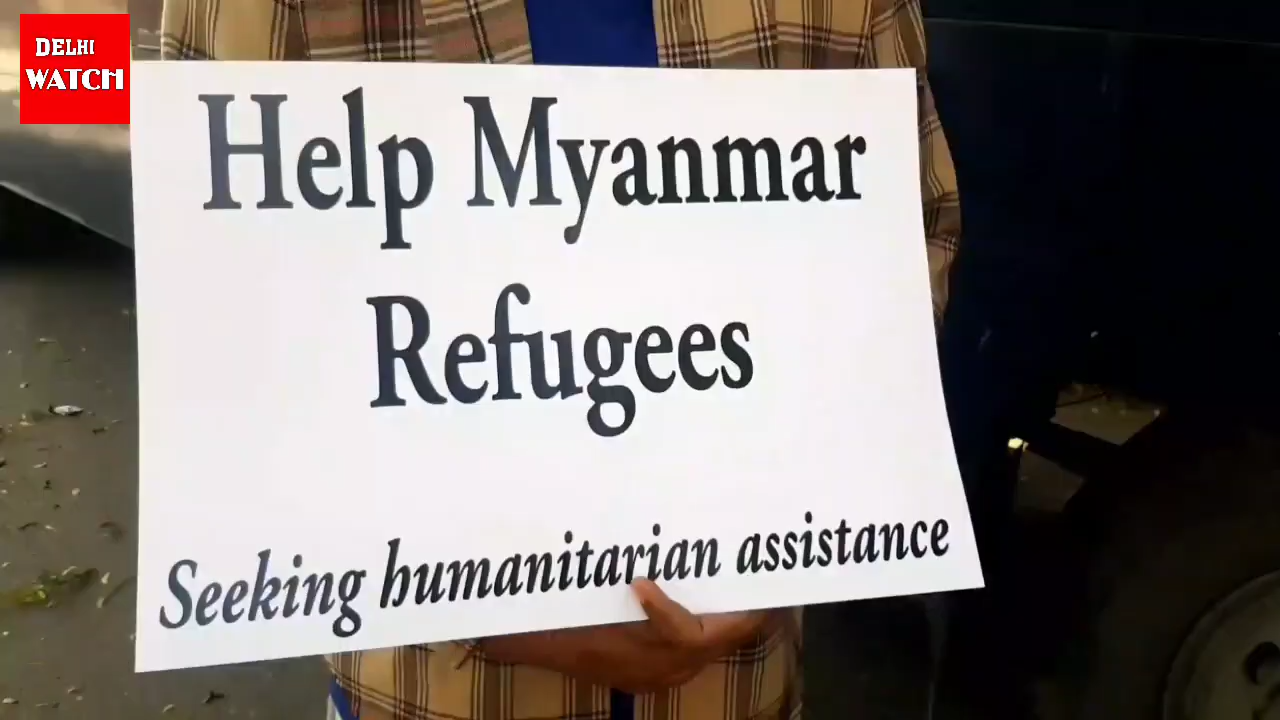 DELHI
WATCH
Help Myanmar
Refugees
Seeking humanitarian assistance